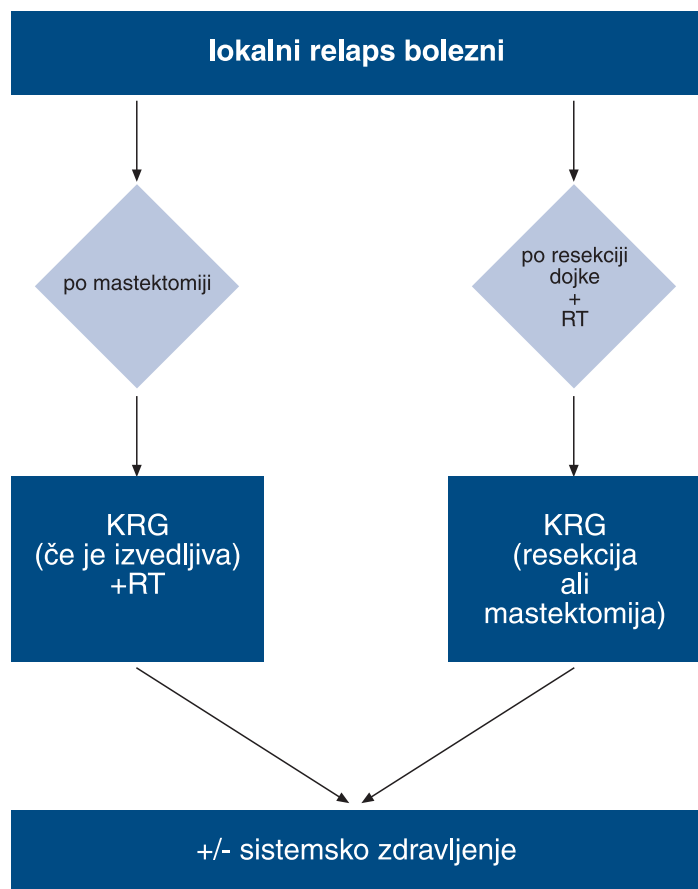 lokalni relaps bolezni
po mastektomiji
po resekciji
dojke
+
RT
KRG
(če je izvedljiva)
+RT
KRG
(resekcija
ali
mastektomija)
+/- sistemsko zdravljenje